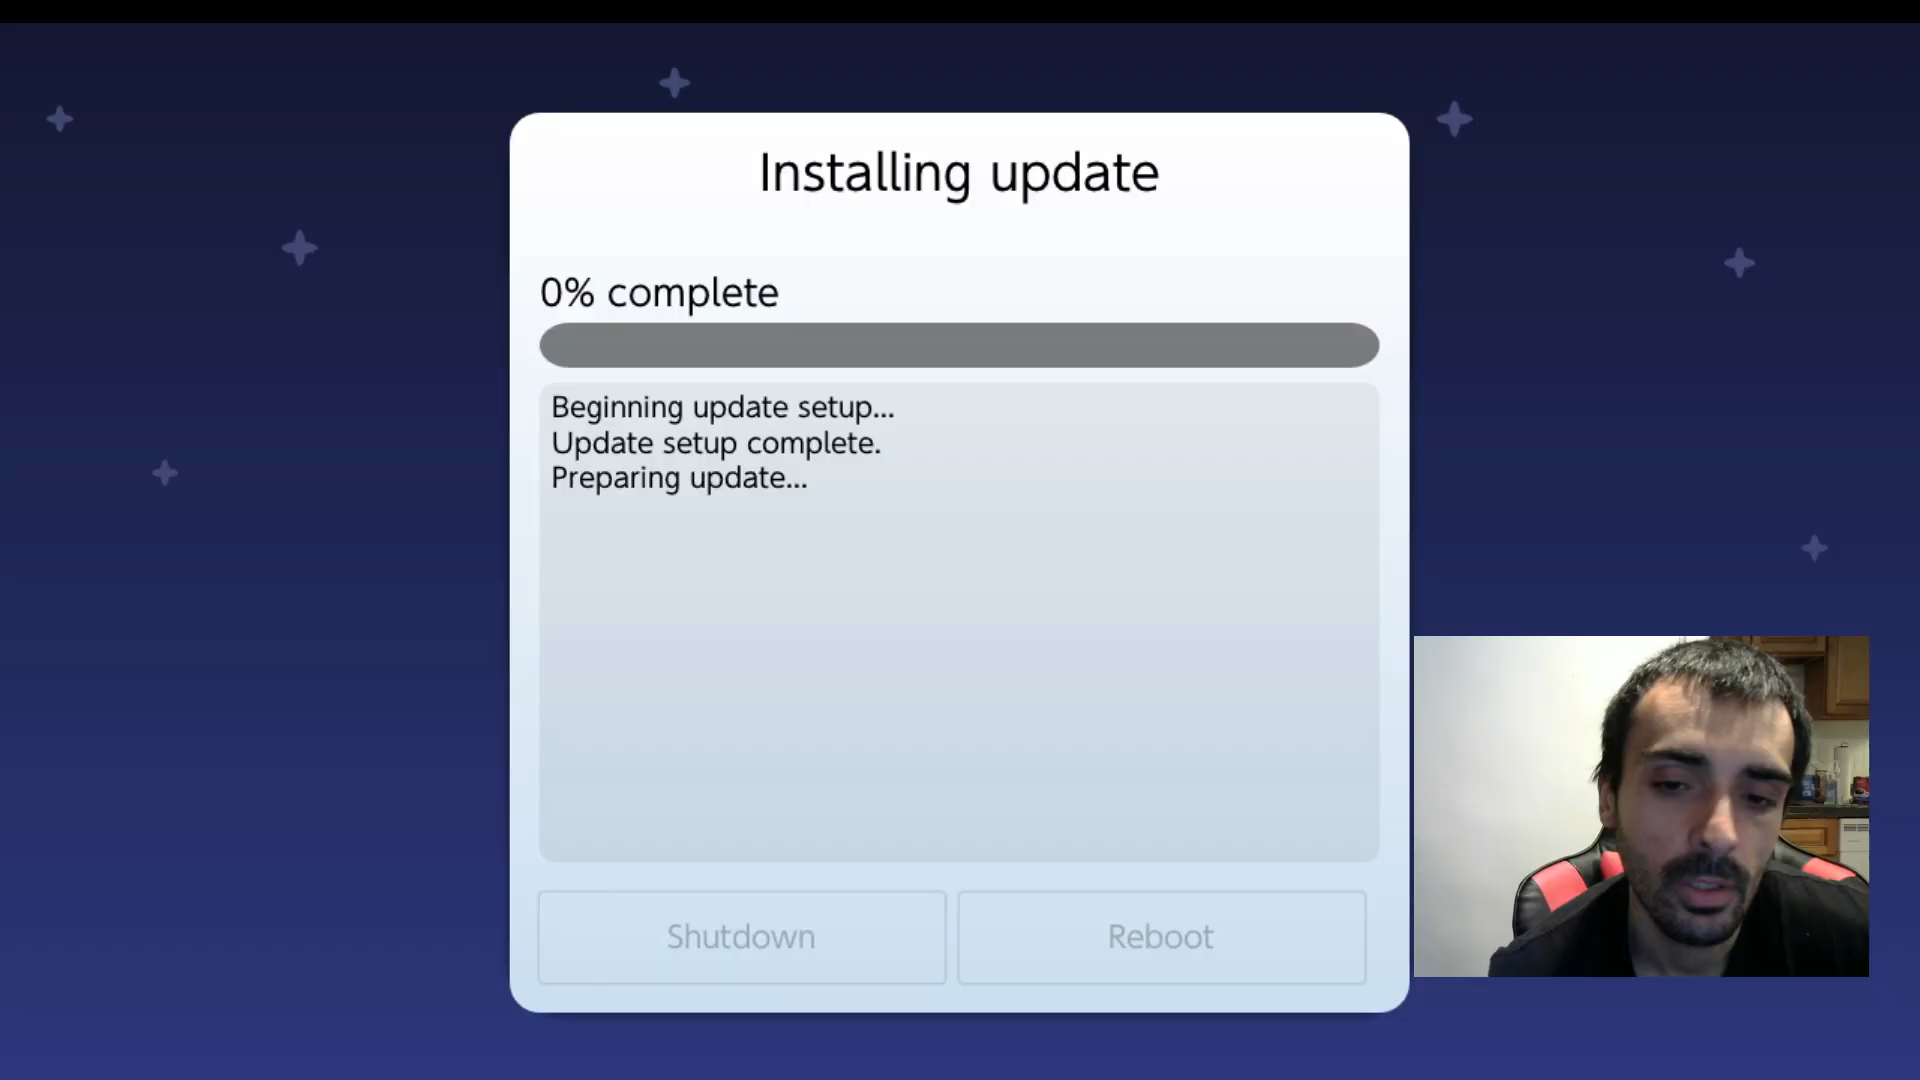 Installing update
0% complete
Beginning update setup...
Update setup complete.
Preparing update...
Shutdown
Reboot